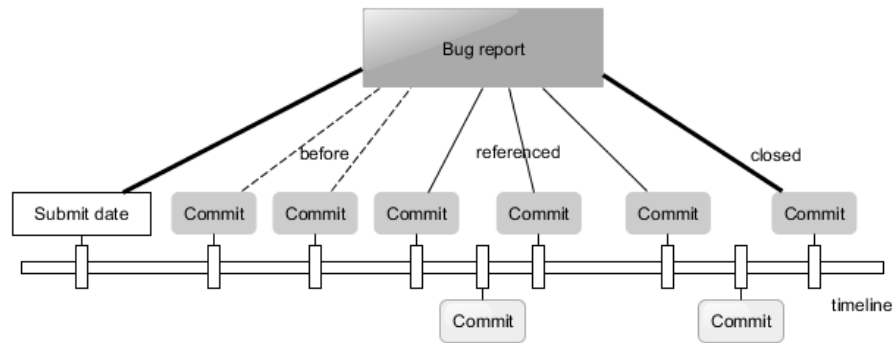 Bug report
before
referenced
closed
Submit date
Commit
Commit
Commit
Commit
Commit
Commit
timeline
Commit
Commit